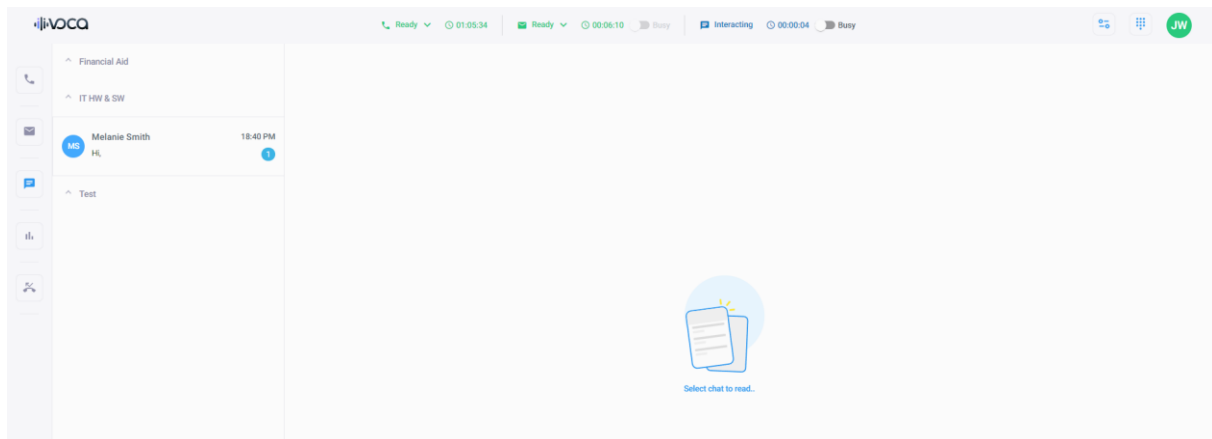 VOCA
Ready 01:05:34 Ready 00:06:10 Busy Interacting 00:00:04 Busy JW
Financial Aid
IT HW & SW
MS Melanie Smith 18:40 PM
Hi, 1
Test
Select chat to read..